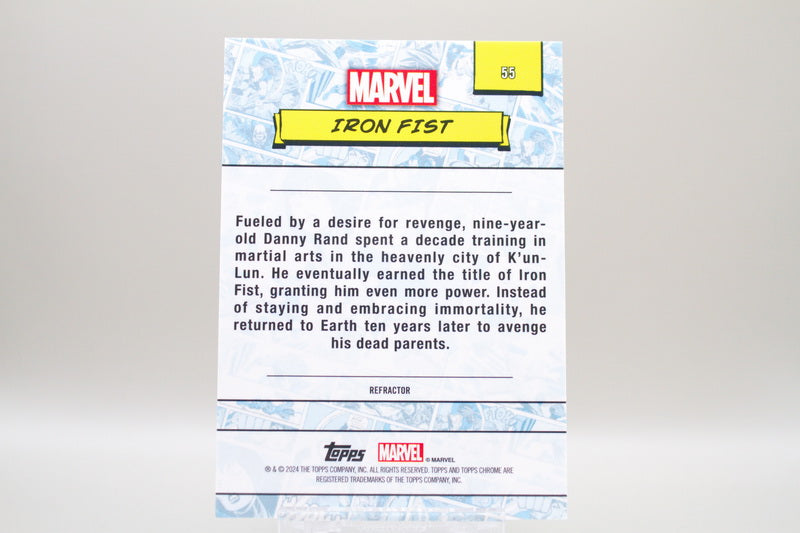 55
MARVEL
IRON FIST
Fueled by a desire for revenge, nine-year-
old Danny Rand spent a decade training in
martial arts in the heavenly city of K'un-
Lun. He eventually earned the title of Iron
Fist, granting him even more power. Instead
of staying and embracing immortality, he
returned to Earth ten years later to avenge
his dead parents.
REFRACTOR
topps MARVEL © MARVEL
® & © 2024 THE TOPPS COMPANY, INC. ALL RIGHTS RESERVED. TOPPS AND TOPPS CHROME ARE
REGISTERED TRADEMARKS OF THE TOPPS COMPANY, INC.